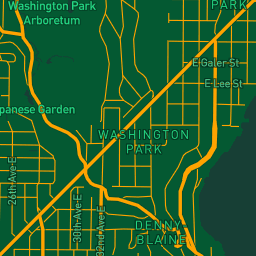 Washington Park
Arboretum
PARK
E Galer St
E Lee St
panese Garden
WASHINGTON
PARK
26th Ave E
30th Ave E
32nd Ave E
DENNY
BLAINE